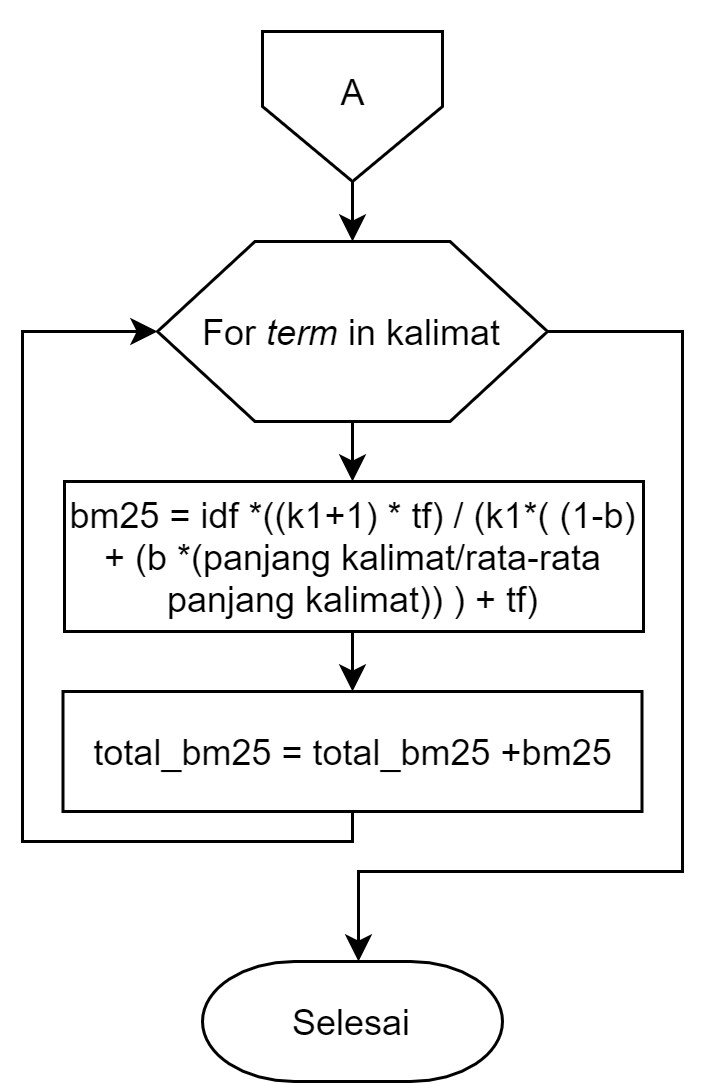 A
For term in kalimat
bm25 = idf *((k1+1) * tf) / (k1*( (1-b)
+ (b *(panjang kalimat/rata-rata
panjang kalimat)) ) + tf)
total_bm25 = total_bm25 +bm25
Selesai